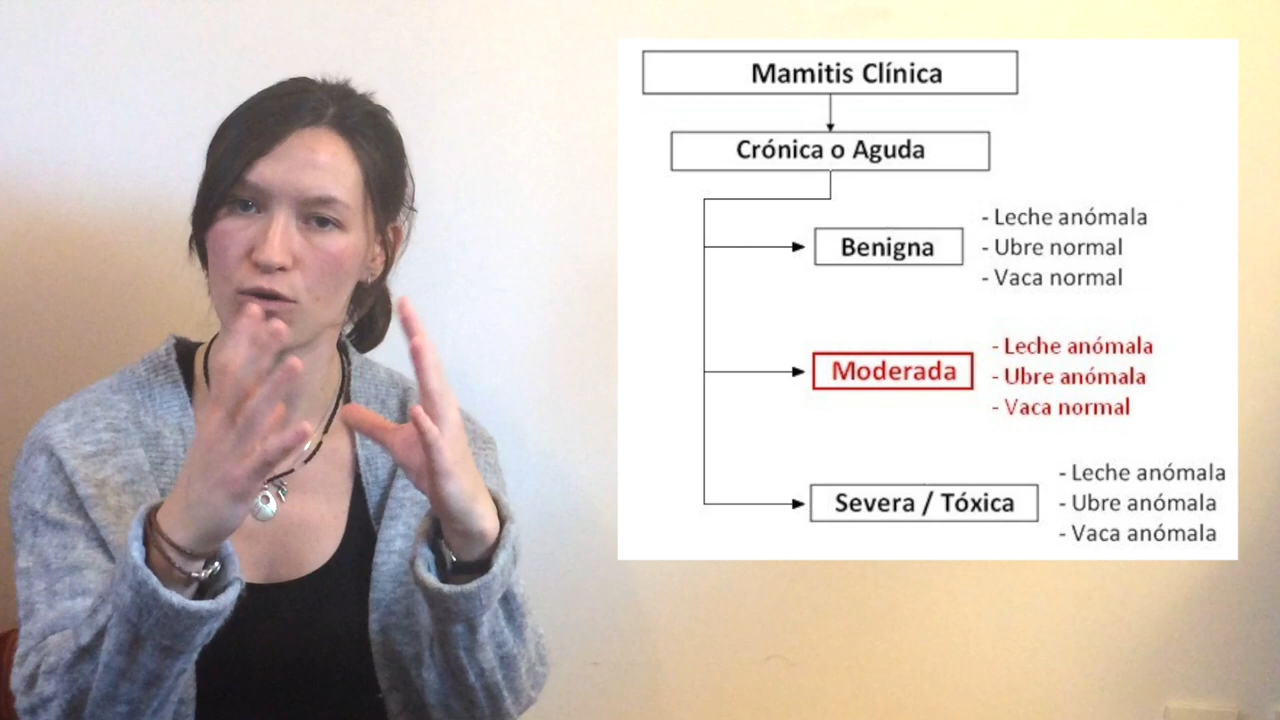 Mamitis Clínica
Crónica o Aguda
Benigna
- Leche anómala
- Ubre normal
- Vaca normal
Moderada
- Leche anómala
- Ubre anómala
- Vaca normal
Severa / Tóxica
- Leche anómala
- Ubre anómala
- Vaca anómala